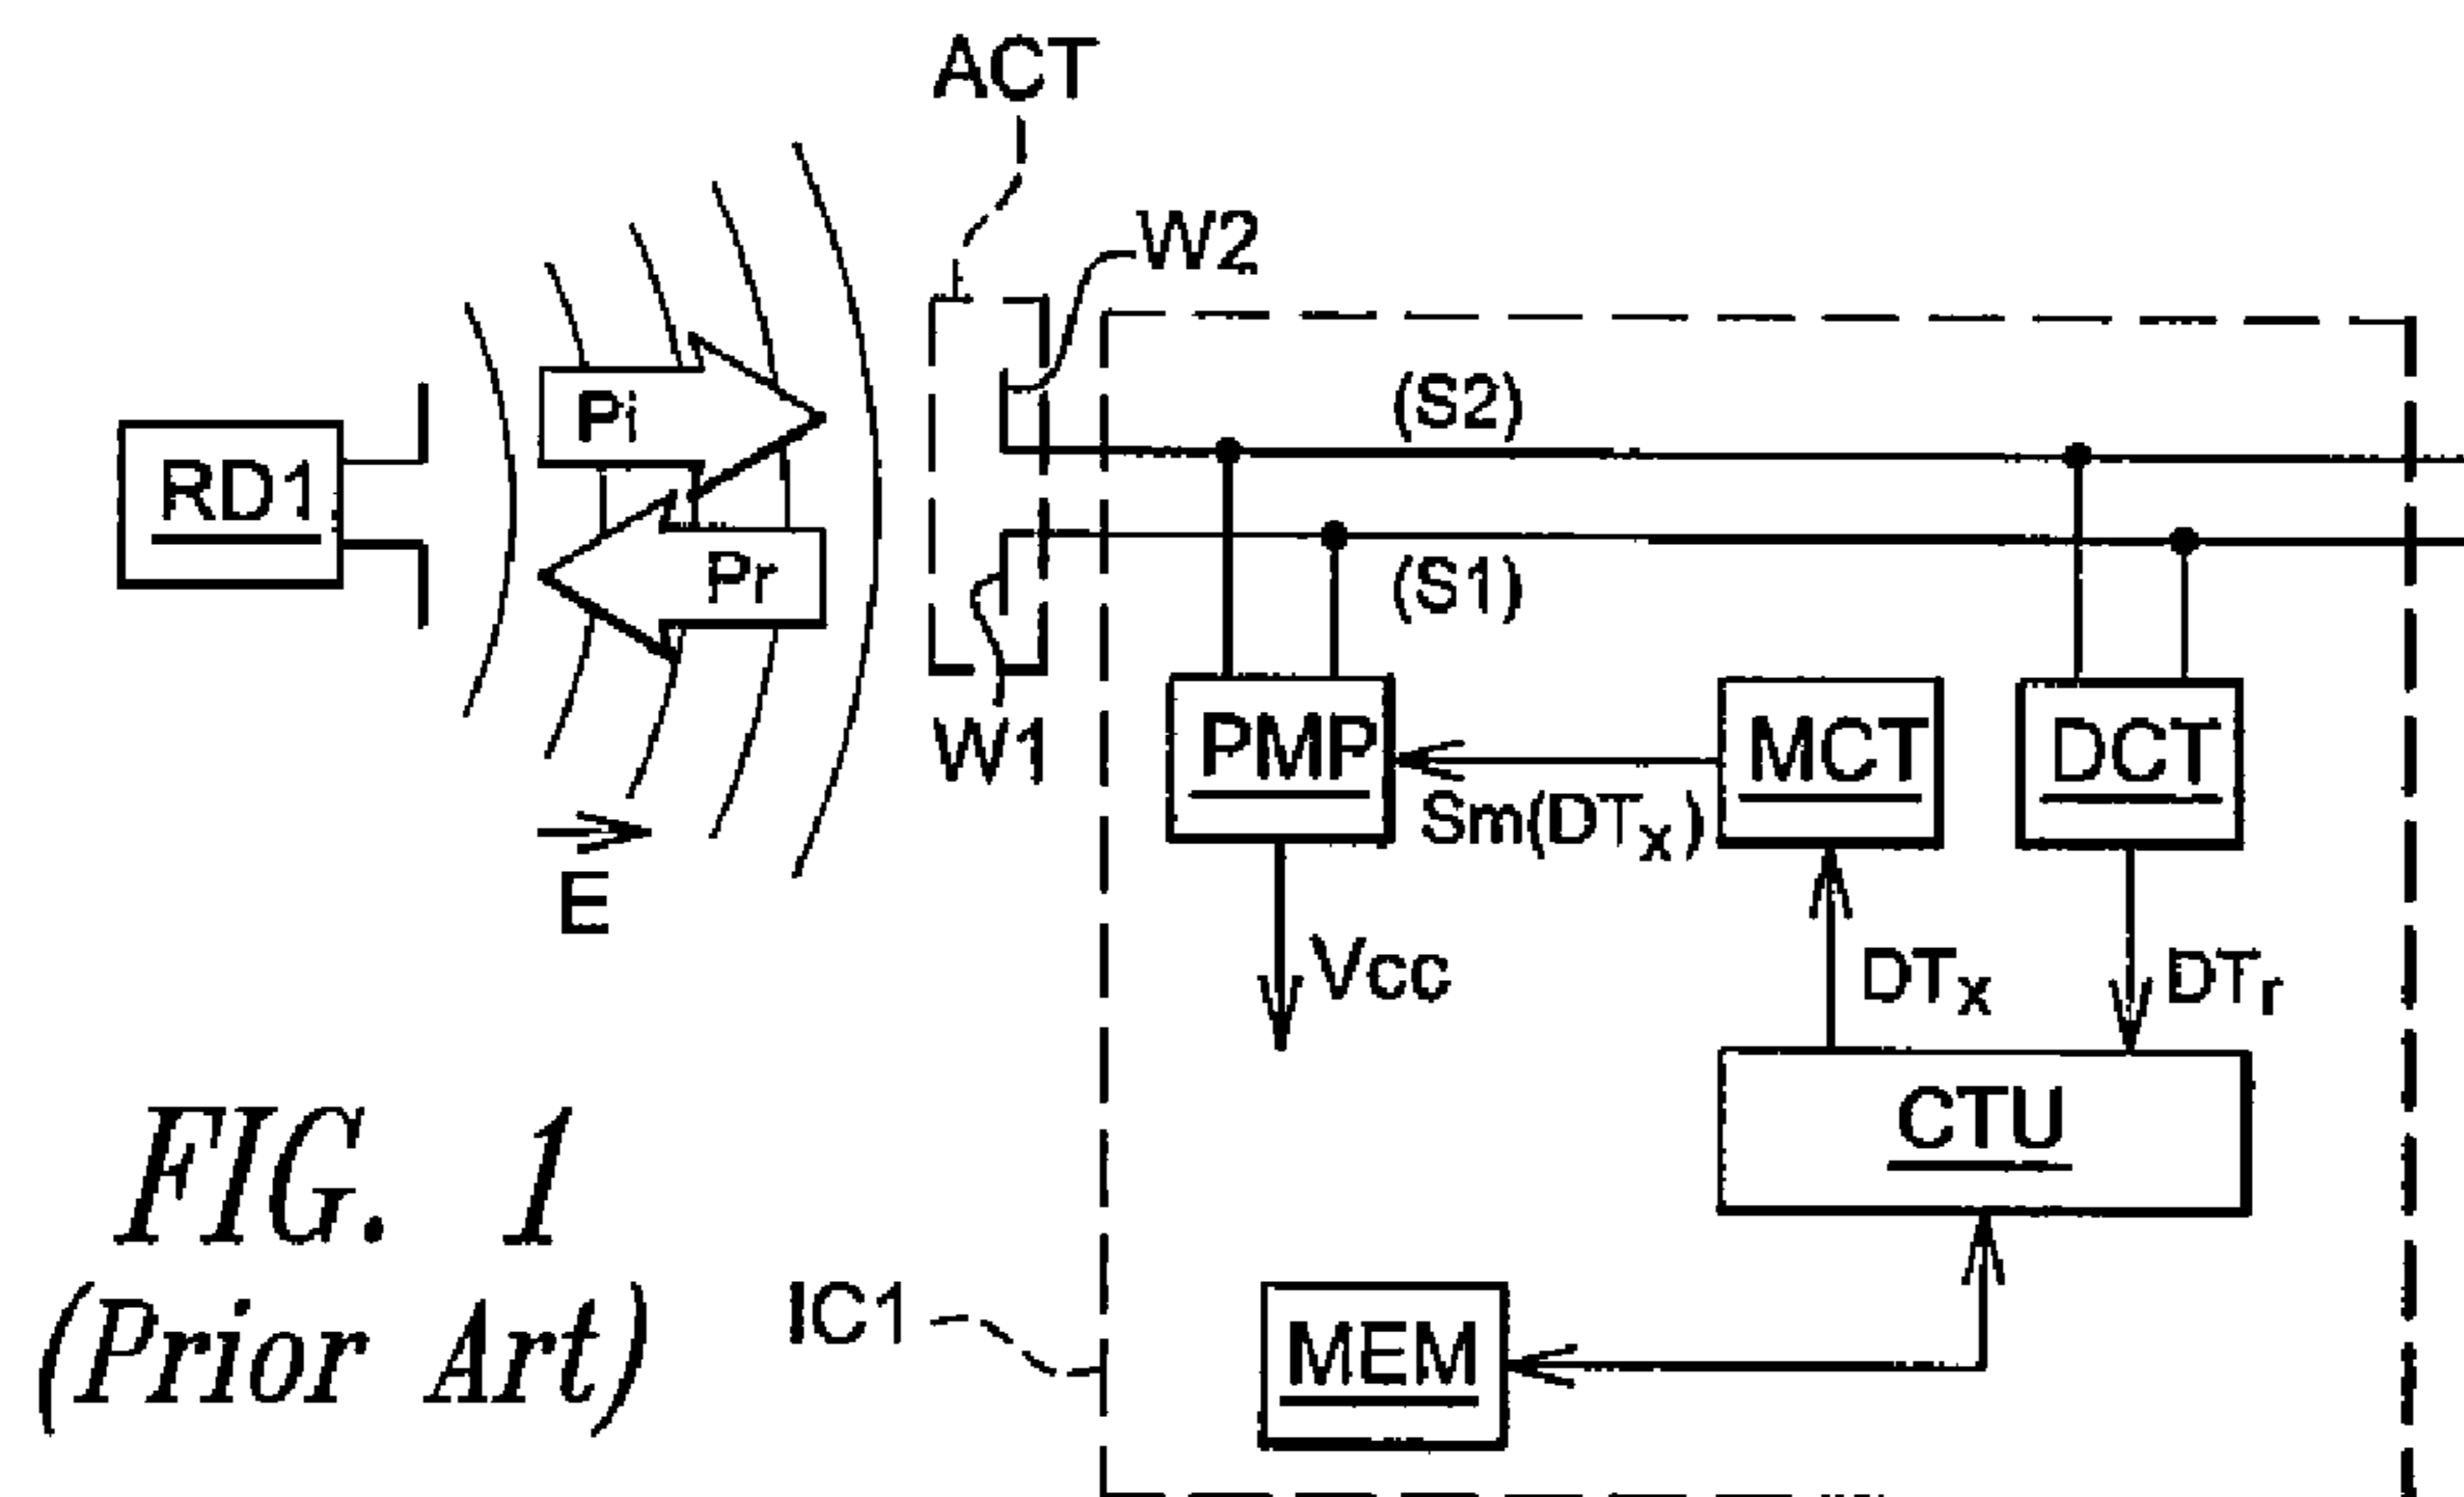 ACT
W2
(S2)
Pi
RD1
Pr
(S1)
W1
PMP
MCT
DCT
Sm(DTx)
E
Vcc
DTx
DTr
CTU
FIG. 1
IC1
(Prior Art)
MEM